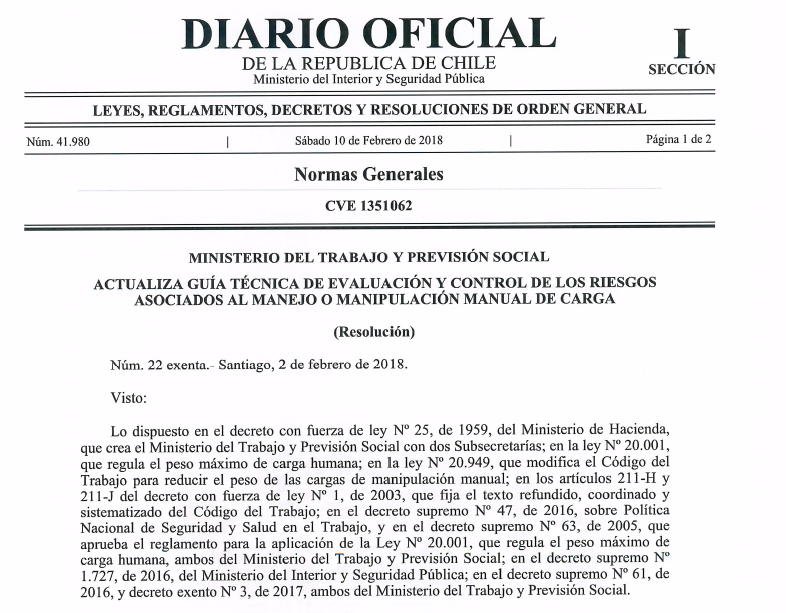 DIARIO OFICIAL
DE LA REPUBLICA DE CHILE
Ministerio del Interior y Seguridad Pública
I
SECCIÓN
LEYES, REGLAMENTOS, DECRETOS Y RESOLUCIONES DE ORDEN GENERAL
Núm. 41.980 | Sábado 10 de Febrero de 2018 | Página 1 de 2
Normas Generales
CVE 1351062
MINISTERIO DEL TRABAJO Y PREVISIÓN SOCIAL
ACTUALIZA GUÍA TÉCNICA DE EVALUACIÓN Y CONTROL DE LOS RIESGOS
ASOCIADOS AL MANEJO O MANIPULACIÓN MANUAL DE CARGA
(Resolución)
Núm. 22 exenta.- Santiago, 2 de febrero de 2018.
Visto:
Lo dispuesto en el decreto con fuerza de ley Nº 25, de 1959, del Ministerio de Hacienda,
que crea el Ministerio del Trabajo y Previsión Social con dos Subsecretarías; en la ley Nº 20.001,
que regula el peso máximo de carga humana; en la ley Nº 20.949, que modifica el Código del
Trabajo para reducir el peso de las cargas de manipulación manual; en los artículos 211-H y
211-J del decreto con fuerza de ley Nº 1, de 2003, que fija el texto refundido, coordinado y
sistematizado del Código del Trabajo; en el decreto supremo Nº 47, de 2016, sobre Política
Nacional de Seguridad y Salud en el Trabajo, y en el decreto supremo Nº 63, de 2005, que
aprueba el reglamento para la aplicación de la Ley Nº 20.001, que regula el peso máximo de
carga humana, ambos del Ministerio del Trabajo y Previsión Social; en el decreto supremo Nº
1.727, de 2016, del Ministerio del Interior y Seguridad Pública; en el decreto supremo Nº 61, de
2016, y decreto exento Nº 3, de 2017, ambos del Ministerio del Trabajo y Previsión Social.